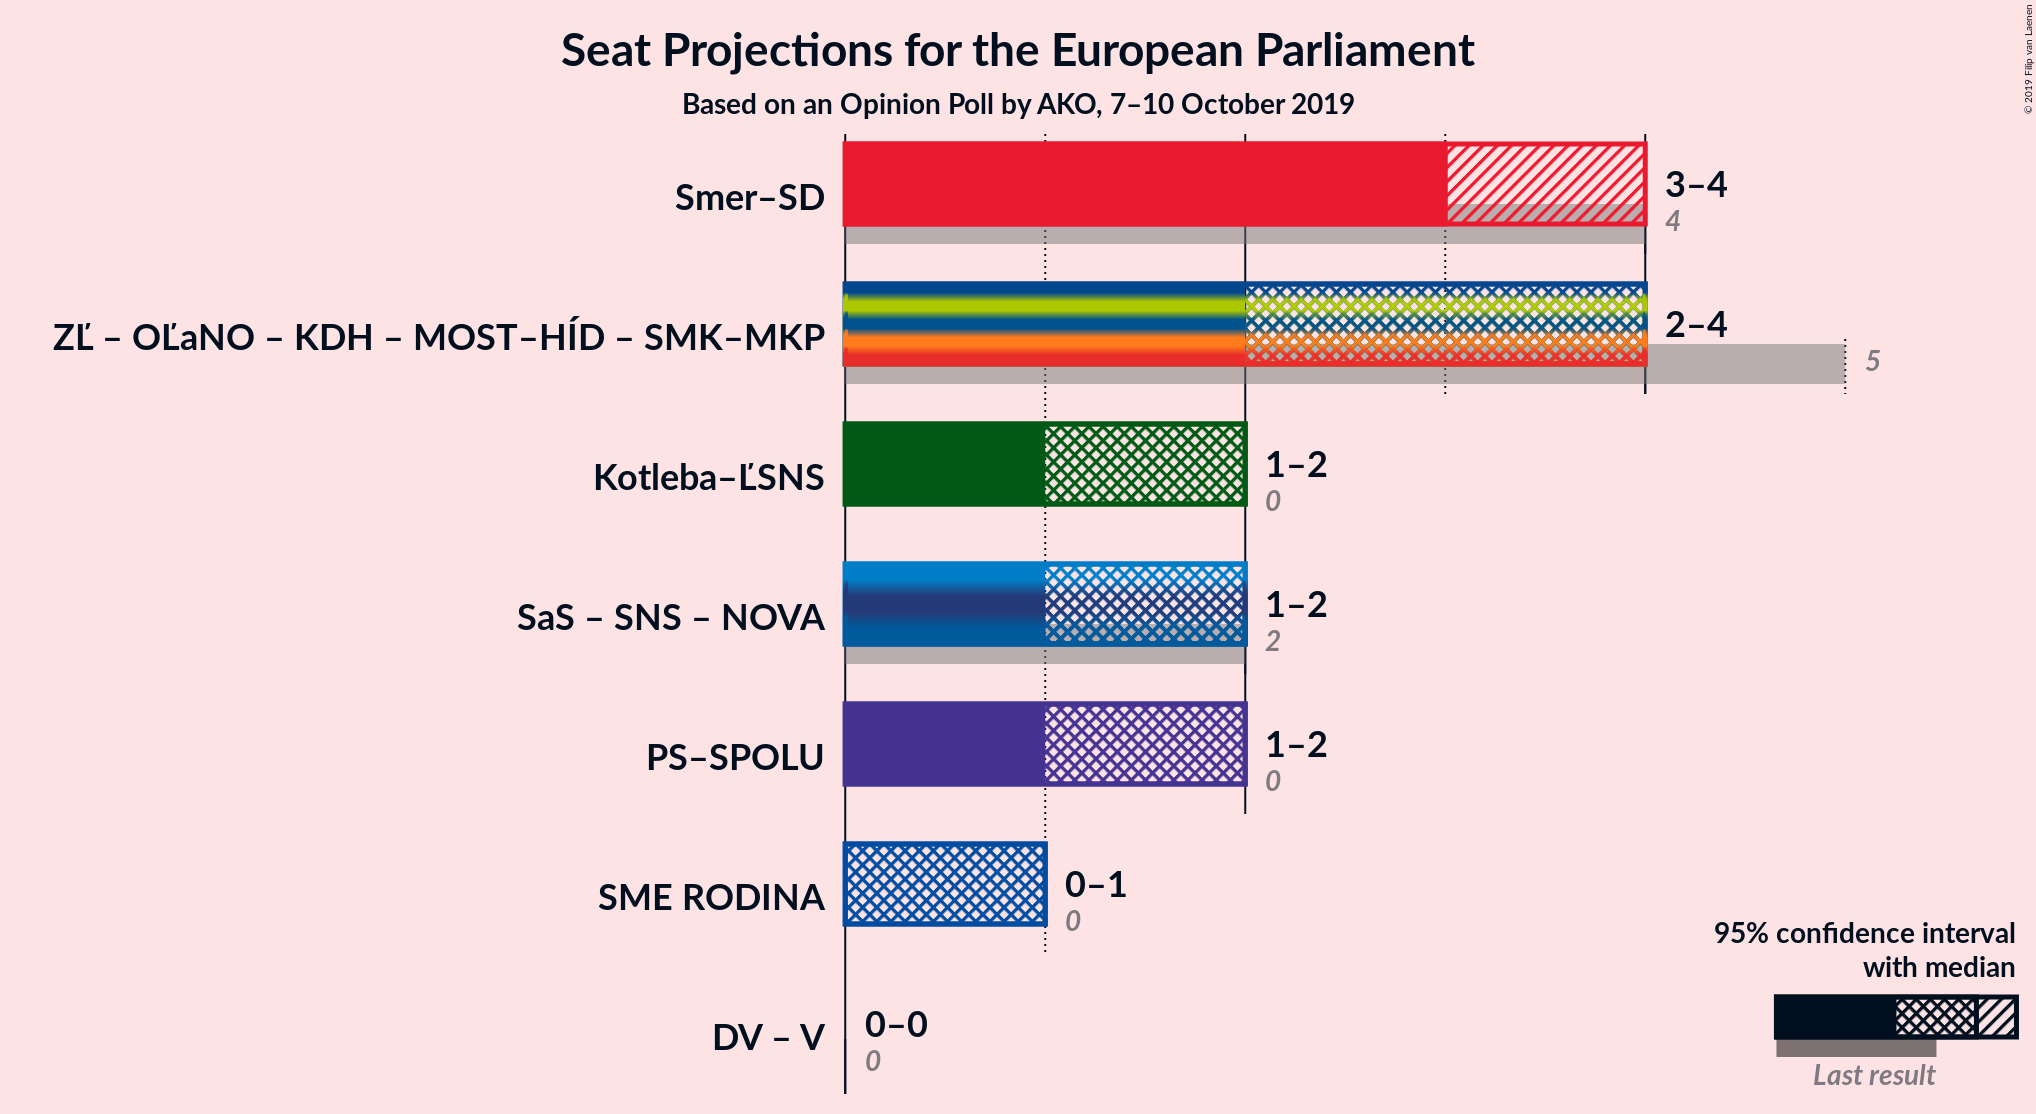 Seat Projections for the European Parliament
Based on an Opinion Poll by AKO, 7–10 October 2019
© 2019 Filip van Laenen
Smer–SD
3–4
4
ZĽ – OĽaNO – KDH – MOST–HÍD – SMK–MKP
2–4
5
Kotleba–ĽSNS
1–2
0
SaS – SNS – NOVA
1–2
2
PS–SPOLU
1–2
0
SME RODINA
0–1
0
DV – V
0–0
0
95% confidence interval
with median
Last result